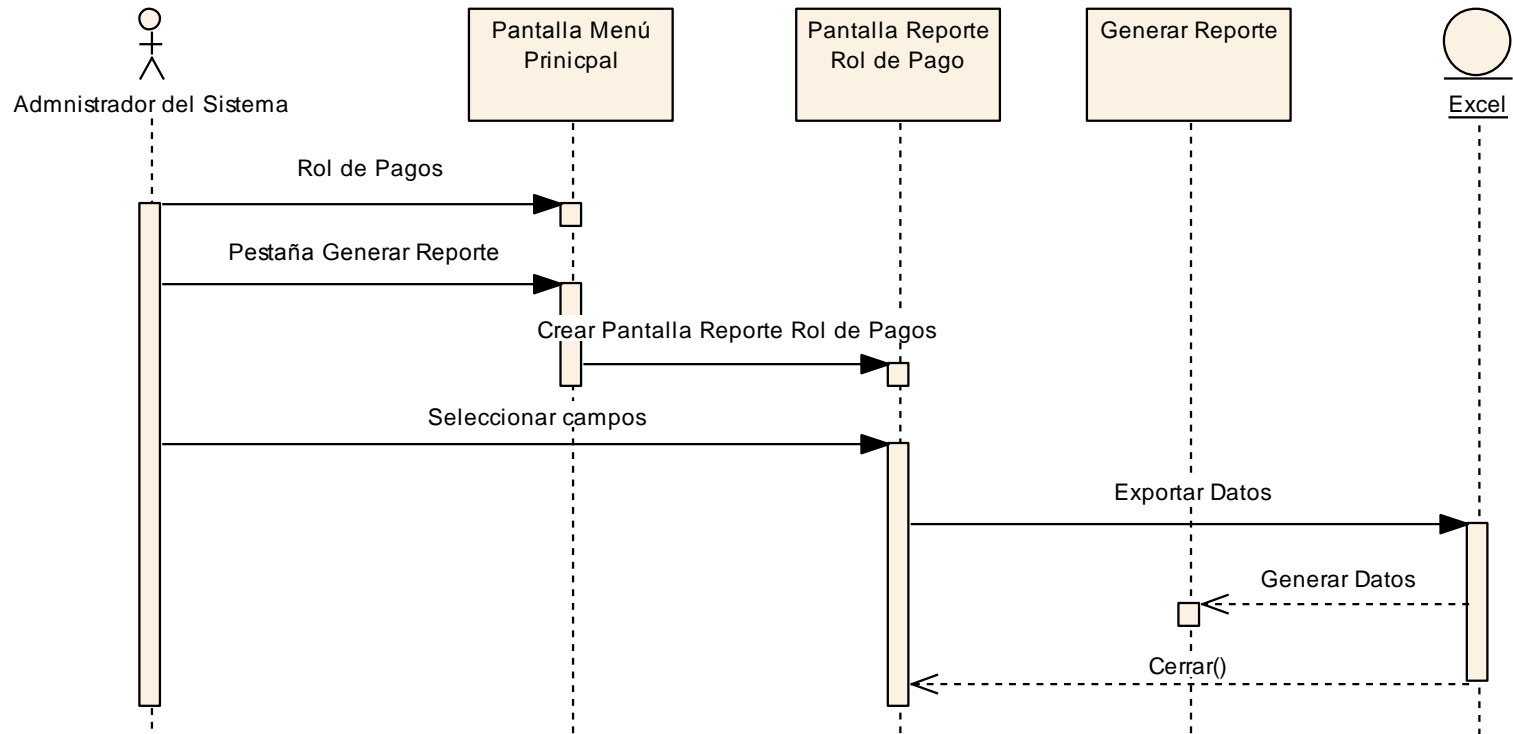 Pantalla Menú
Prinicpal
Pantalla Reporte
Rol de Pago
Generar Reporte
Admnistrador del Sistema
Excel
Rol de Pagos
Pestaña Generar Reporte
Crear Pantalla Reporte Rol de Pagos
Seleccionar campos
Exportar Datos
Generar Datos
Cerrar()